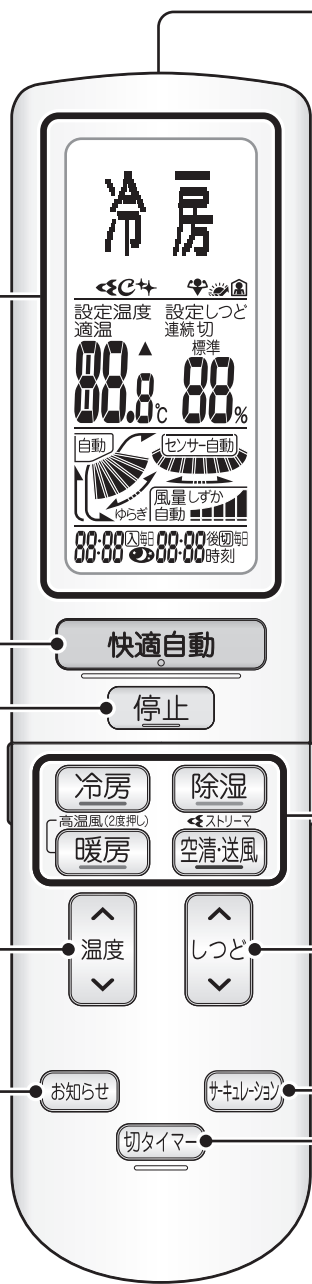 冷房
設定温度 設定しつど
適温 連続 切
▲ 標準
88.8℃ 88%
自動 センサー自動
ゆらぎ 風量 しずか
自動
88:88 入 毎日 88:88 後 切 毎日
時刻
快適自動
停止
冷房 除湿
高温風(2度押し) ストリーマ
暖房 空清・送風
温度 しつど
お知らせ サーキュレーション
切タイマー